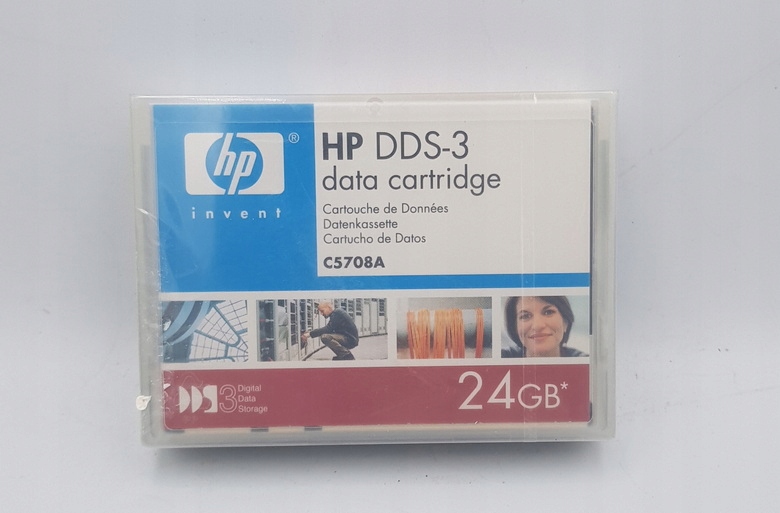 hp®
invent
HP DDS-3
data cartridge
Cartouche de Données
Datenkassette
Cartucho de Datos
C5708A
DDS3 Digital
Data
Storage
24GB*